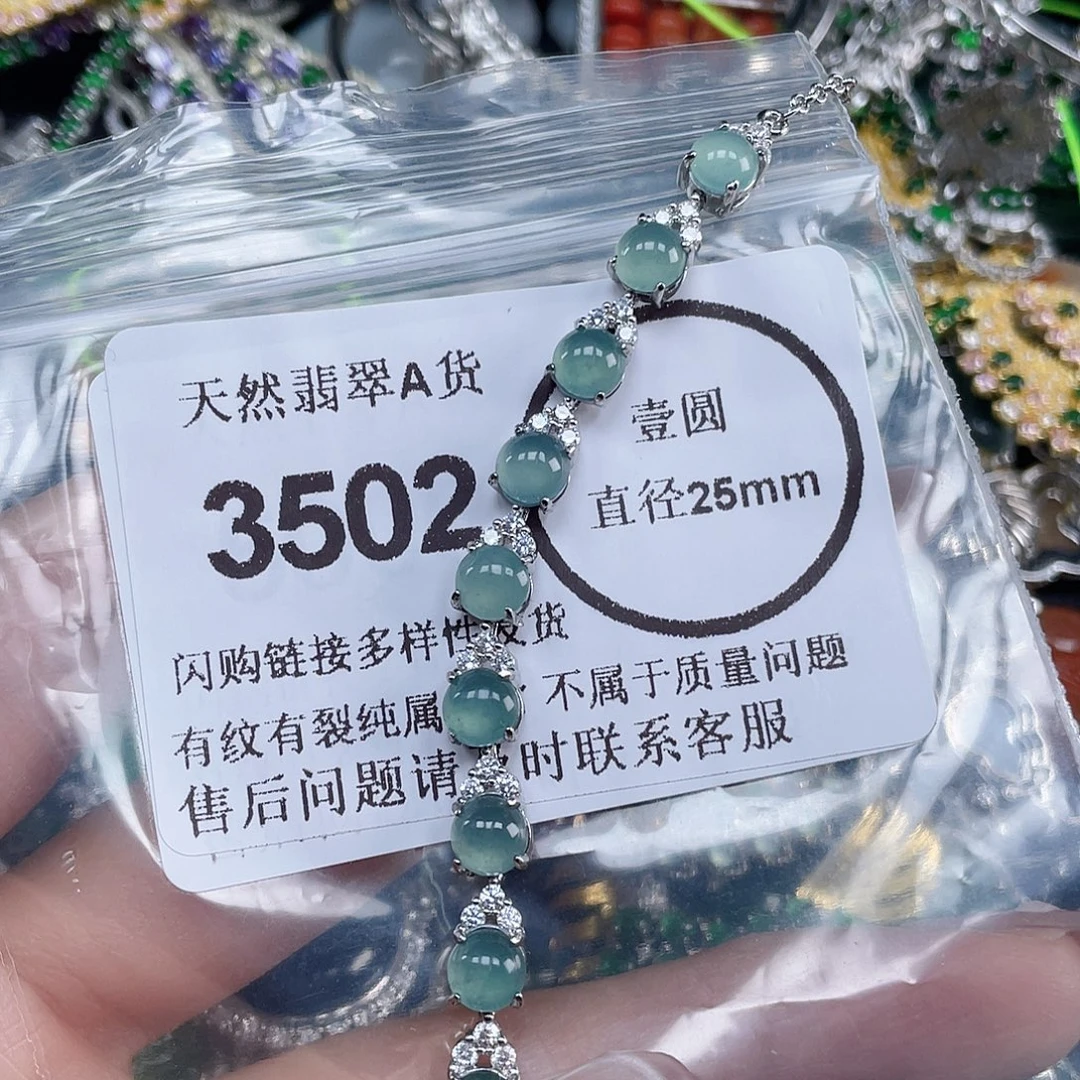 天然翡翠A货
3502
壹圆
直径25mm
闪购链接多样性发货
有纹有裂纯属 不属于质量问题
售后问题请 时联系客服